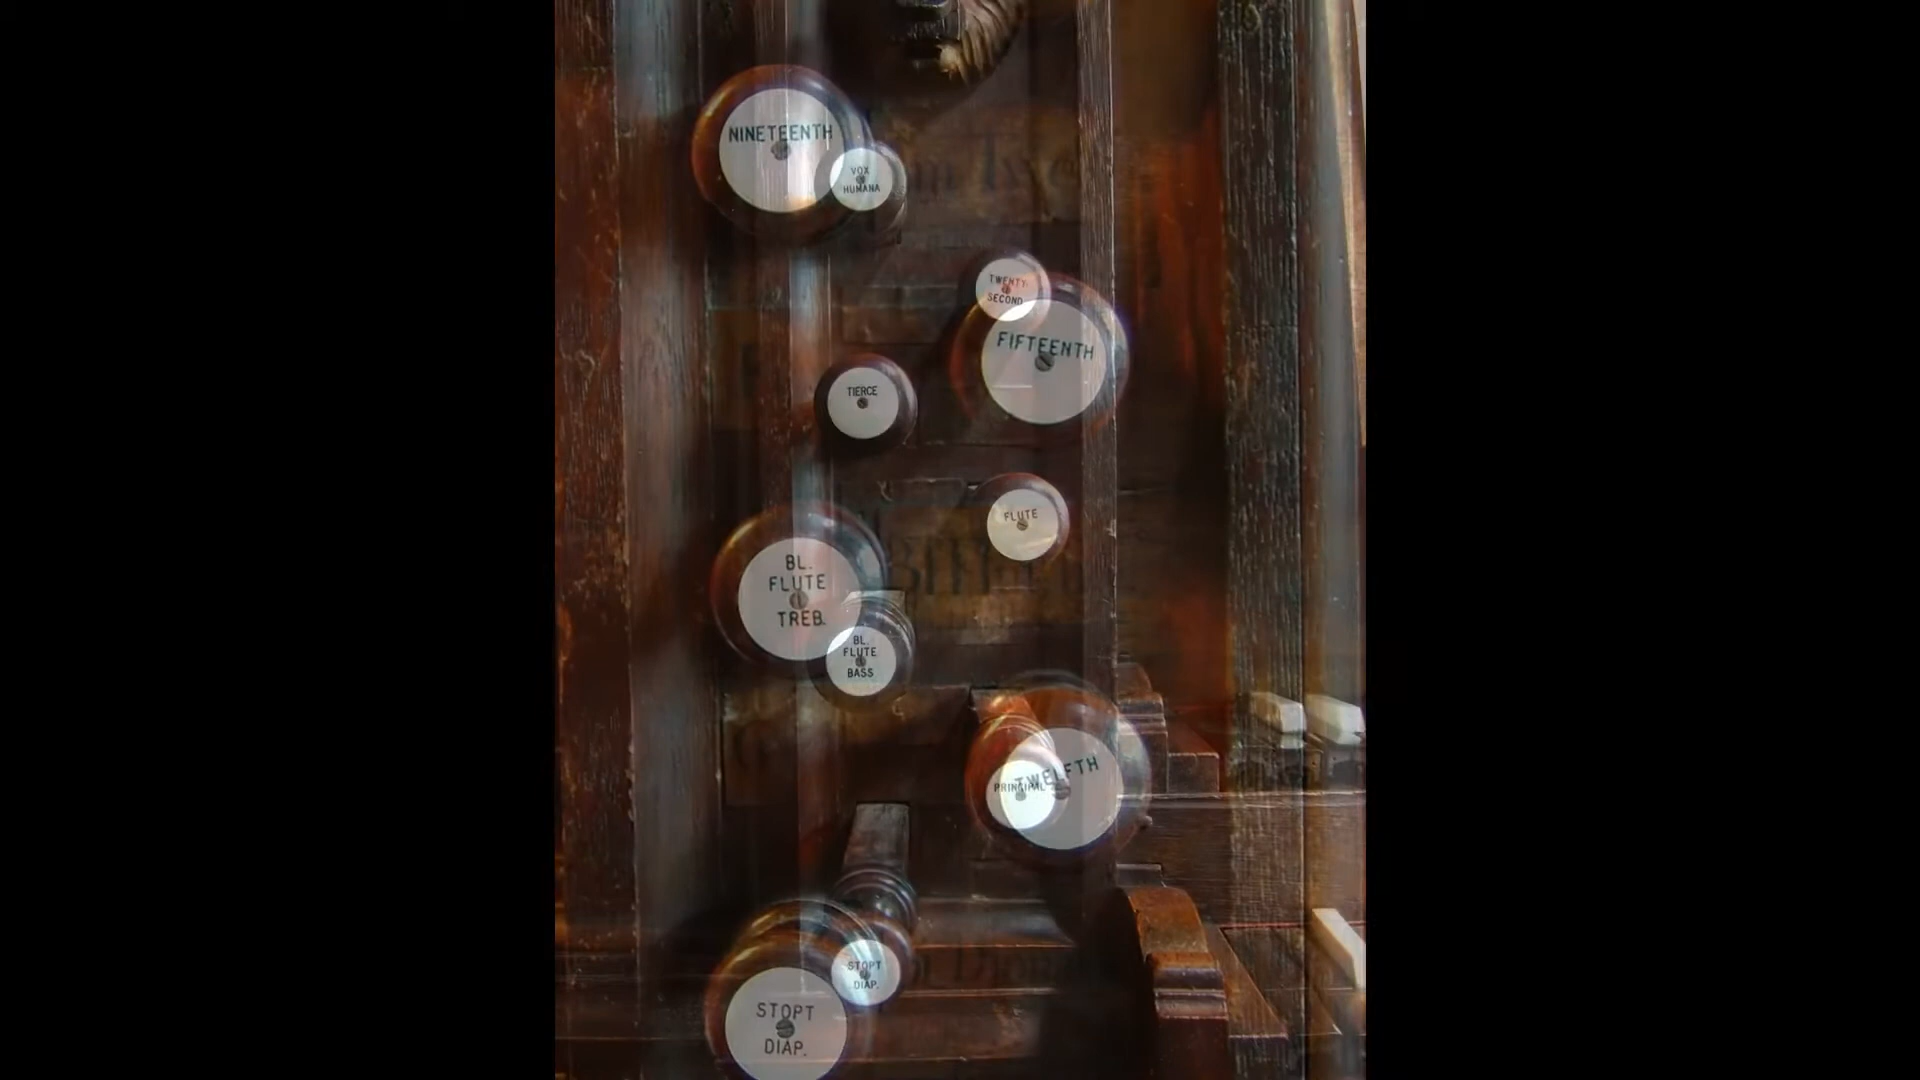 NINETEENTH
VOX
HUMANA
TWENTY-
SECOND
FIFTEENTH
TIERCE
FLUTE
BL.
FLUTE
TREB.
BL.
FLUTE
BASS
TWELFTH
PRINCIPAL
STOPT
DIAP.
STOPT
DIAP.